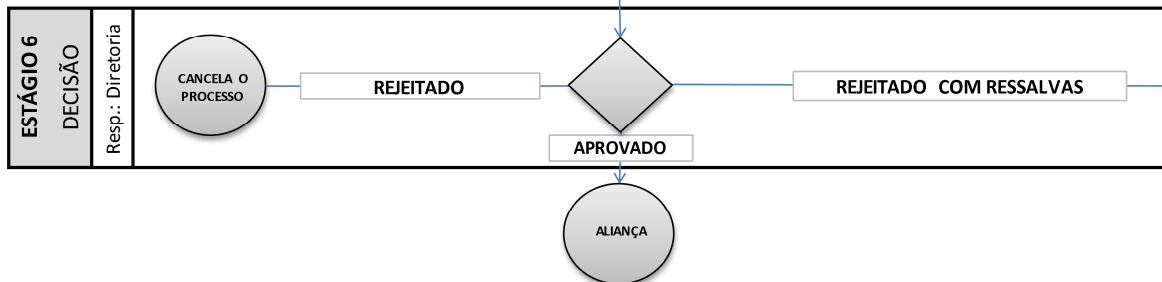 ESTÁGIO 6
DECISÃO
Resp.: Diretoria
CANCELA O
PROCESSO
REJEITADO
REJEITADO COM RESSALVAS
APROVADO
ALIANÇA